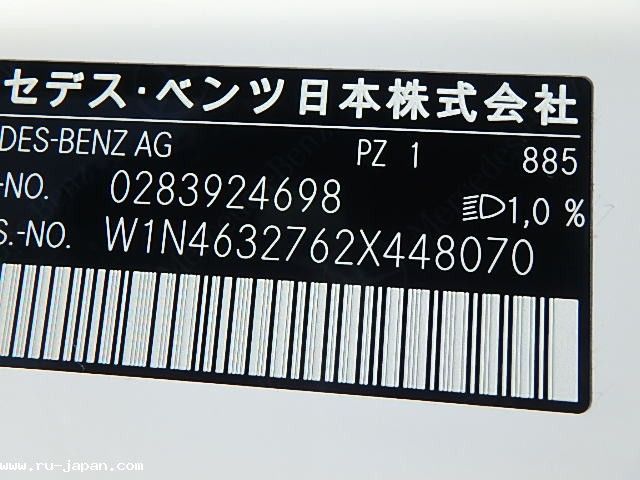 セデス・ベンツ日本株式会社
DES-BENZ AG PZ 1 885
-NO. 0283924698
1,0 %
S.-NO. W1N4632762X448070
www.ru-japan.com